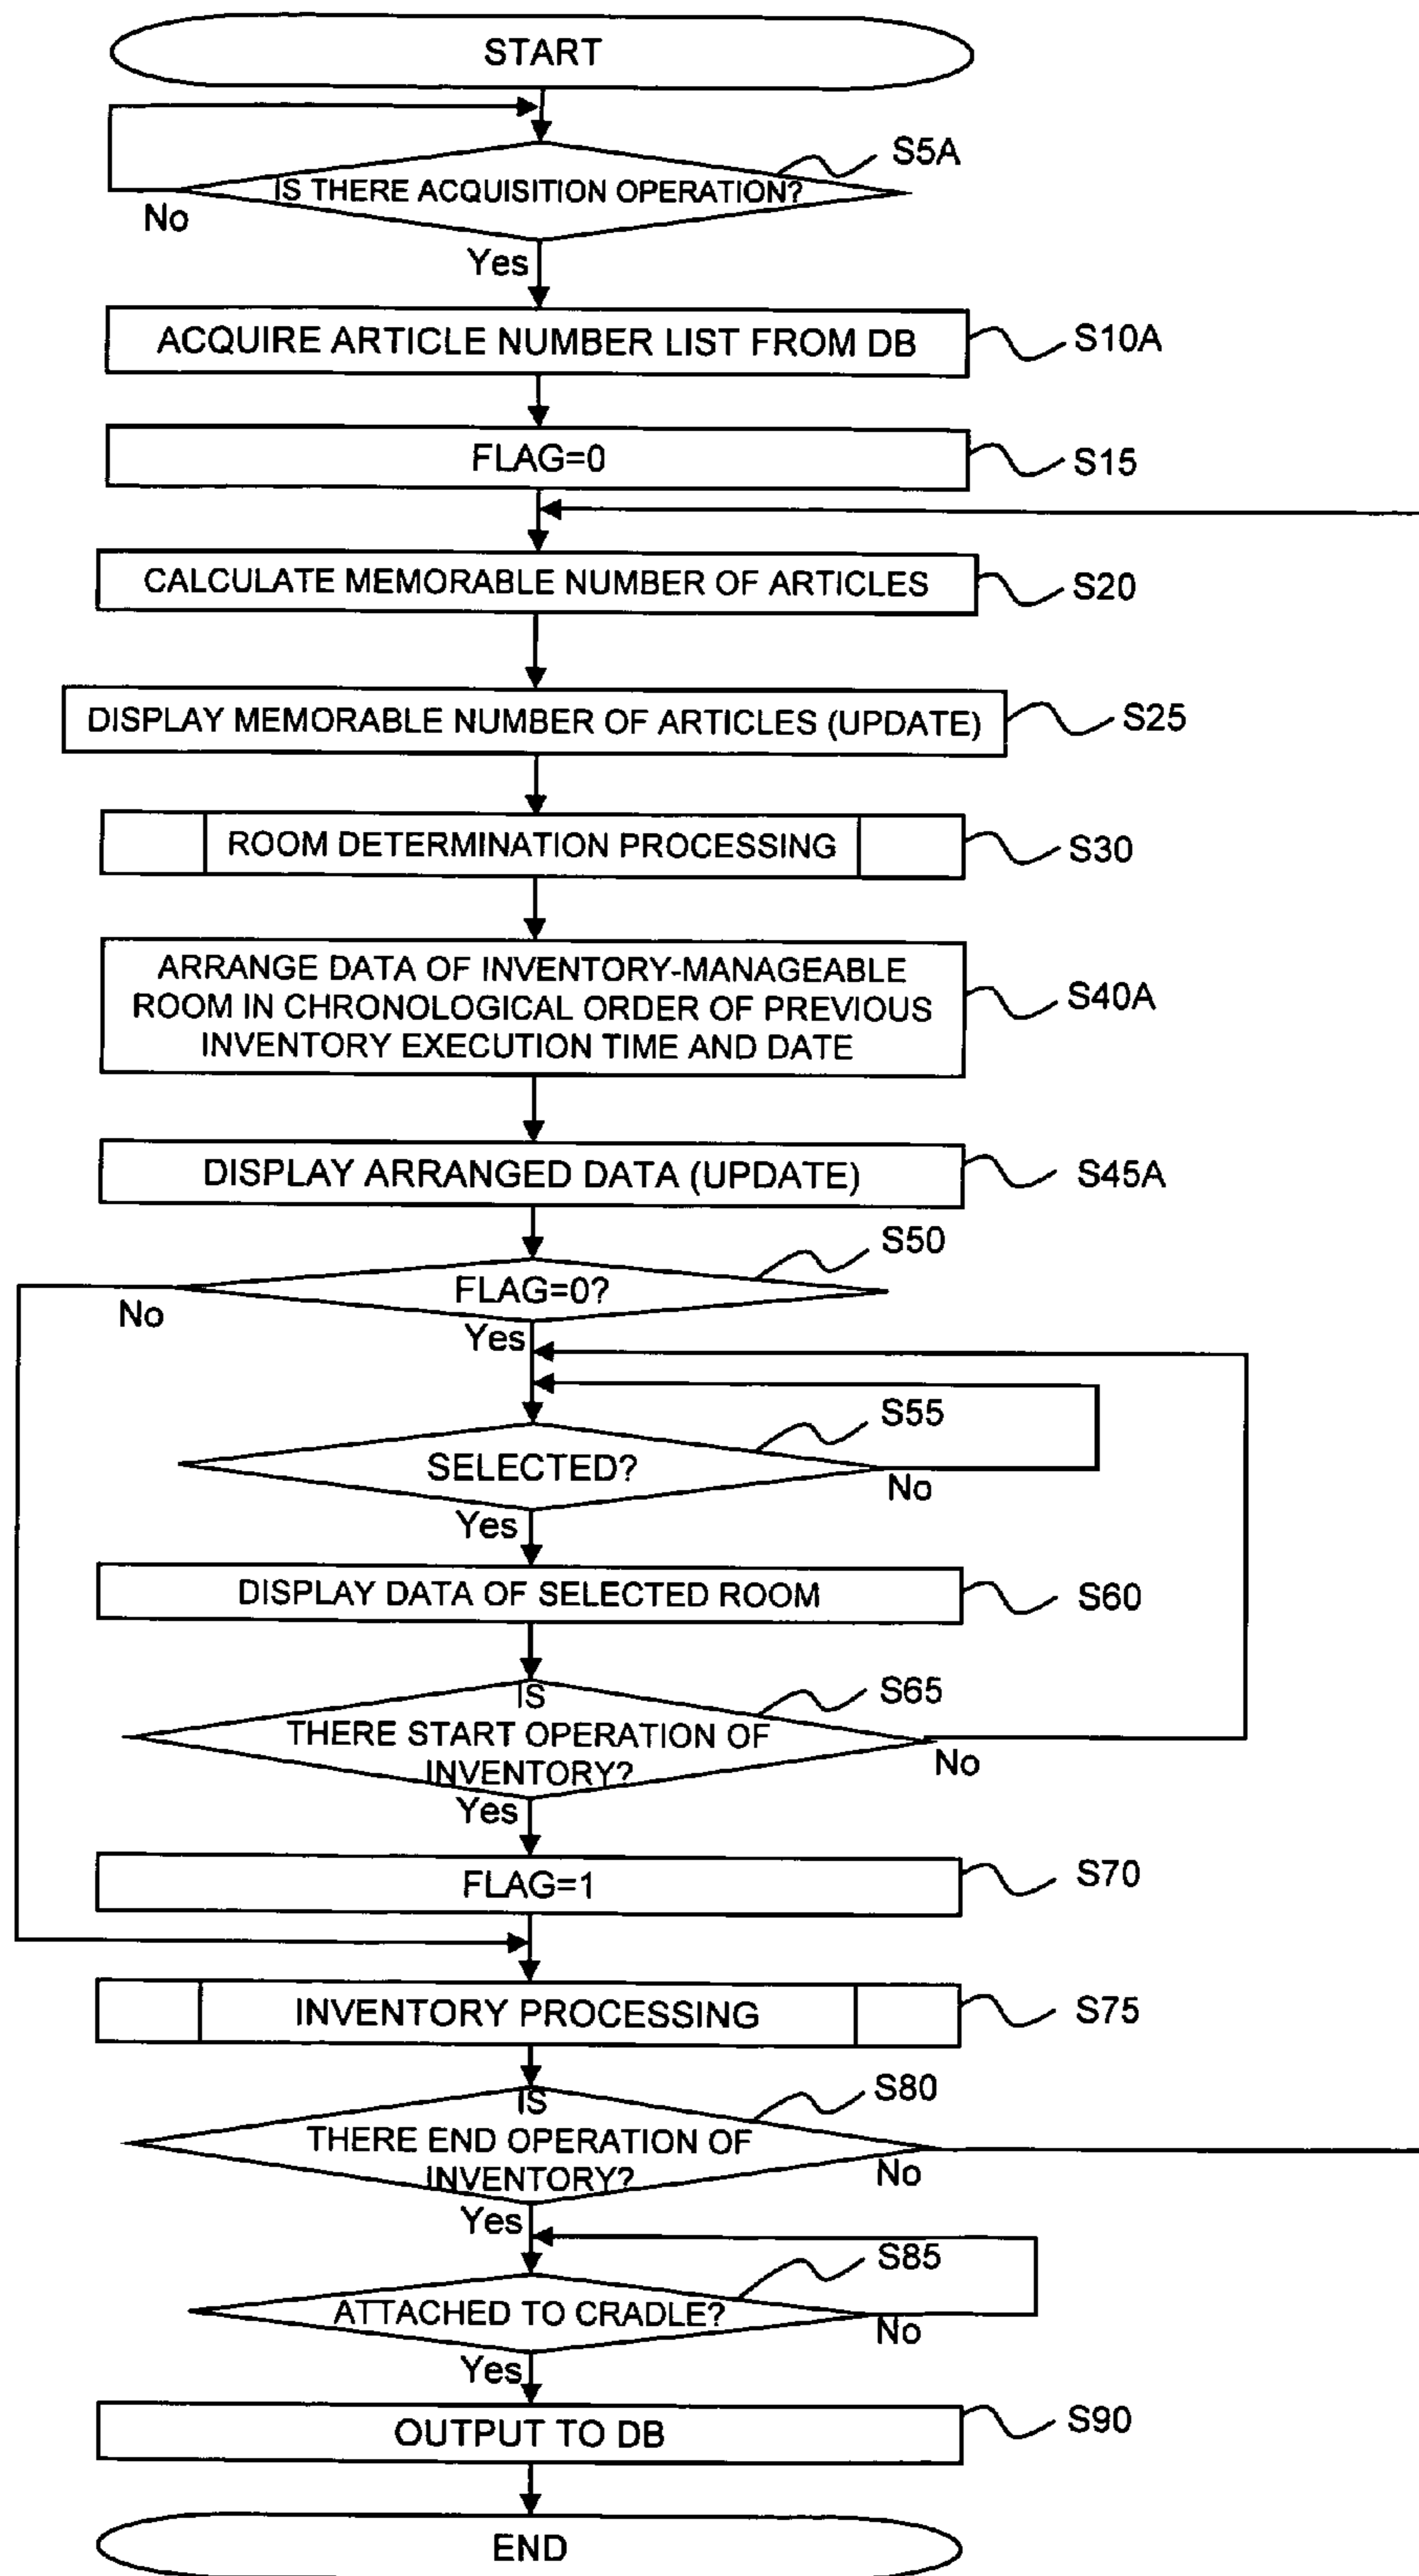 START
S5A
IS THERE ACQUISITION OPERATION?
No
Yes
ACQUIRE ARTICLE NUMBER LIST FROM DB
S10A
FLAG=0
S15
CALCULATE MEMORABLE NUMBER OF ARTICLES
S20
DISPLAY MEMORABLE NUMBER OF ARTICLES (UPDATE)
S25
ROOM DETERMINATION PROCESSING
S30
ARRANGE DATA OF INVENTORY-MANAGEABLE
ROOM IN CHRONOLOGICAL ORDER OF PREVIOUS
INVENTORY EXECUTION TIME AND DATE
S40A
DISPLAY ARRANGED DATA (UPDATE)
S45A
S50
FLAG=0?
No
Yes
S55
SELECTED?
No
Yes
DISPLAY DATA OF SELECTED ROOM
S60
IS
THERE START OPERATION OF
INVENTORY?
S65
No
Yes
FLAG=1
S70
INVENTORY PROCESSING
S75
IS
THERE END OPERATION OF
INVENTORY?
S80
No
Yes
S85
ATTACHED TO CRADLE?
No
Yes
OUTPUT TO DB
S90
END